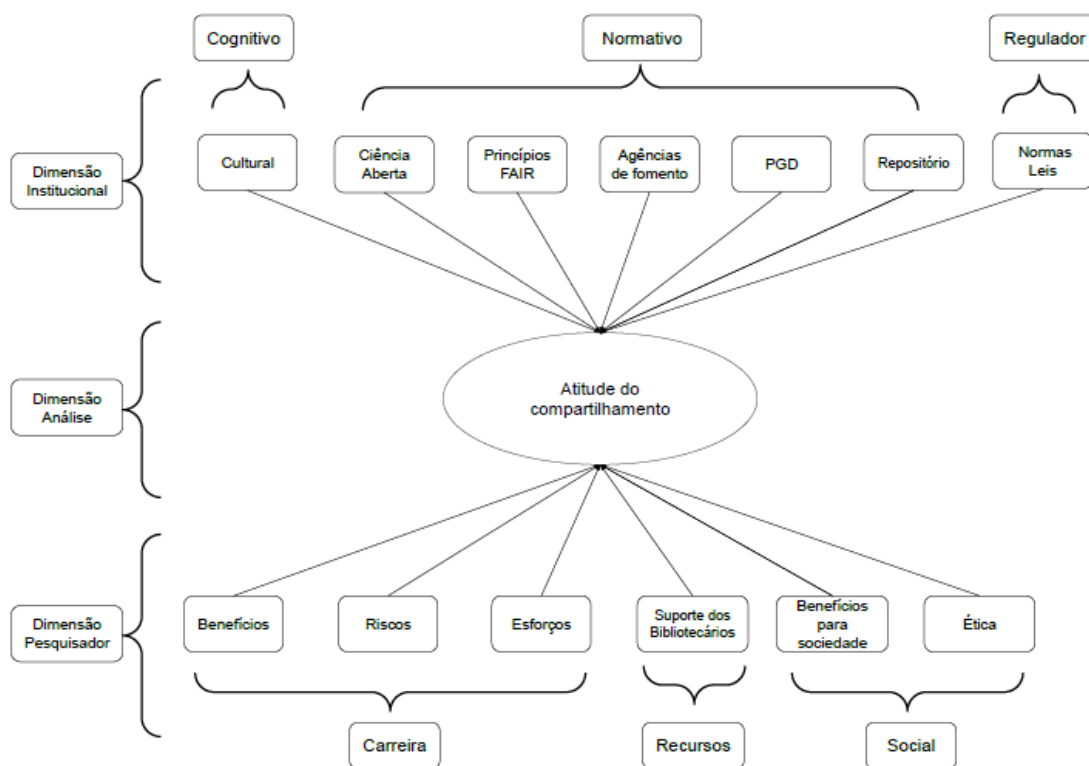 Cognitivo
Normativo
Regulador
Dimensão
Institucional
Cultural
Ciência
Aberta
Princípios
FAIR
Agências
de fomento
PGD
Repositório
Normas
Leis
Dimensão
Análise
Atitude do
compartilhamento
Dimensão
Pesquisador
Benefícios
Riscos
Esforços
Suporte dos
Bibliotecários
Benefícios
para
sociedade
Ética
Carreira
Recursos
Social